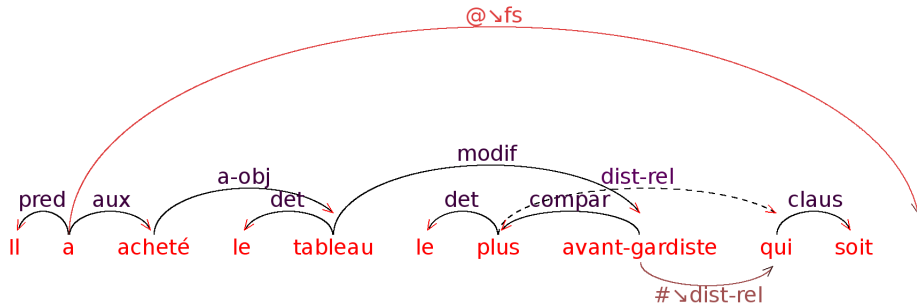 @↘fs
modif
a-obj
dist-rel
pred aux det det compar claus
Il a acheté le tableau le plus avant-gardiste qui soit
#↘dist-rel